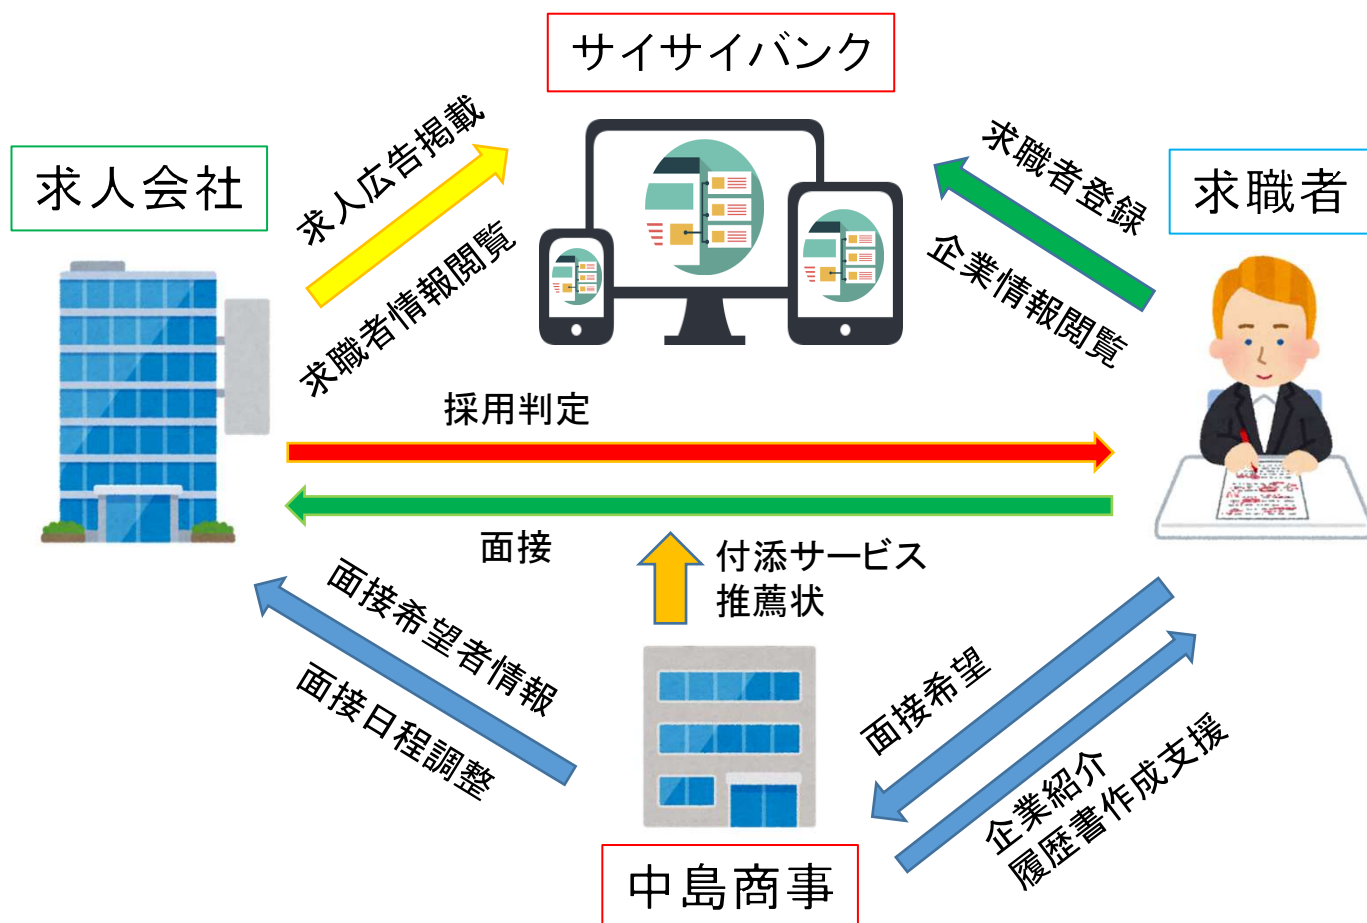 サイサイバンク
求人会社
求人広告掲載
求職者情報閲覧
求職者登録
企業情報閲覧
求職者
採用判定
面接
付添サービス
推薦状
面接希望者情報
面接日程調整
面接希望
企業紹介
履歴書作成支援
中島商事